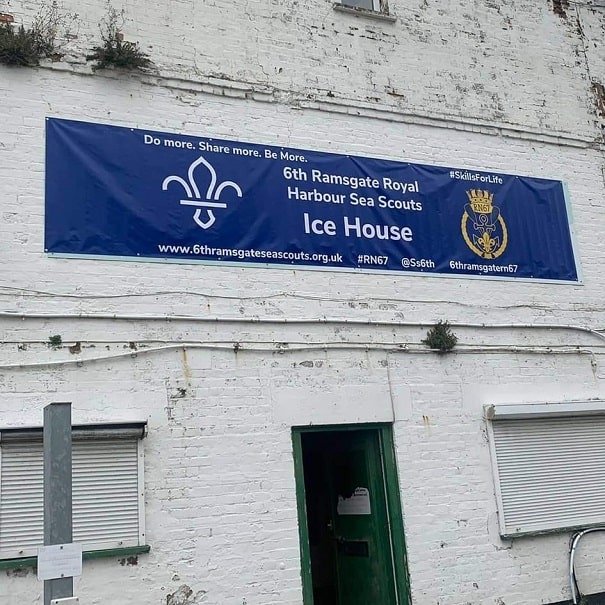 Do more. Share more. Be More.
6th Ramsgate Royal
Harbour Sea Scouts
Ice House
#SkillsForLife
RN67
www.6thramsgateseascouts.org.uk #RN67 @Ss6th 6thramsgatern67